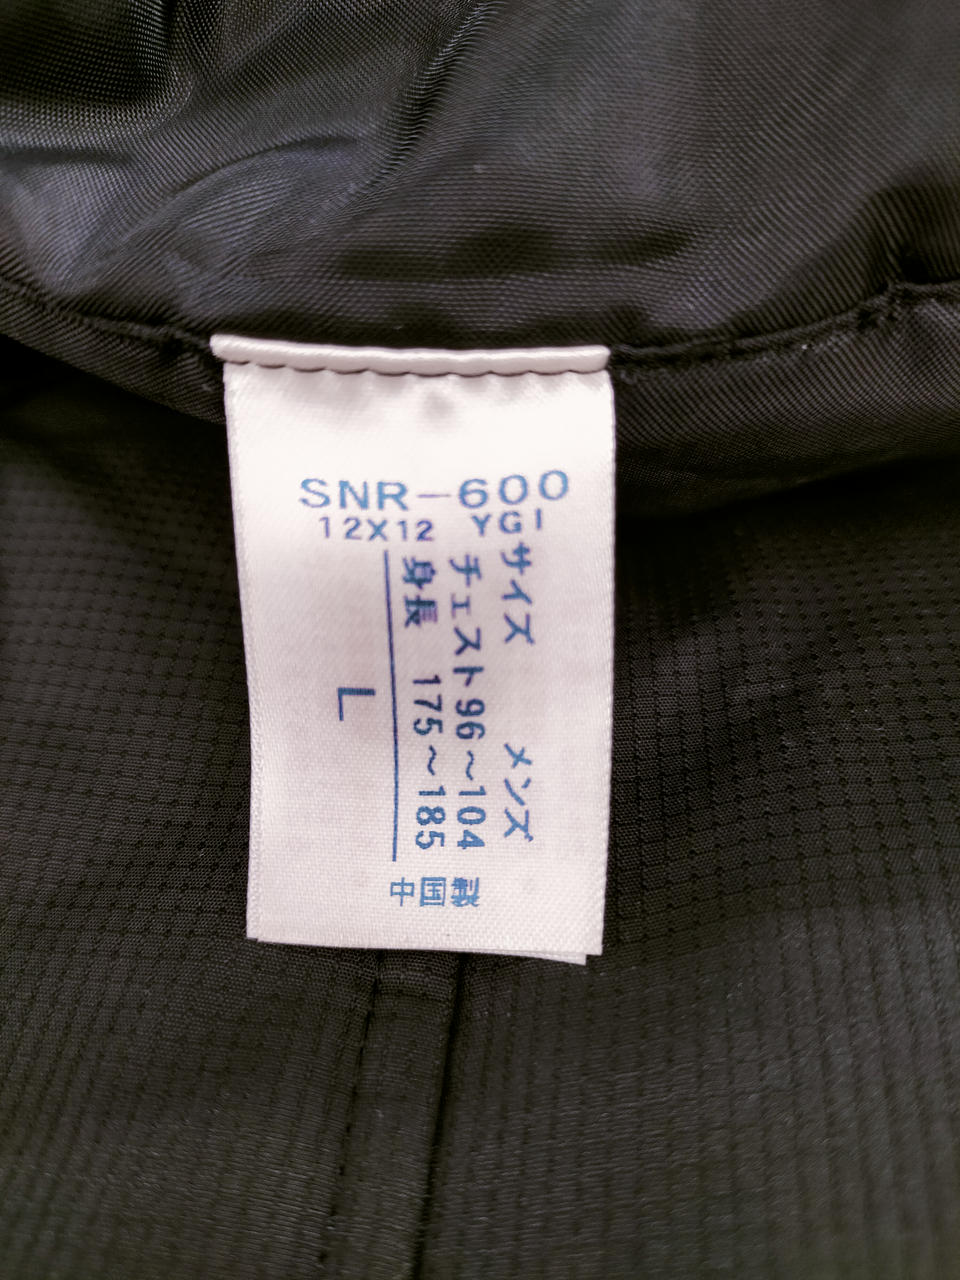 SNR-600
12X12 YGI
サイズ メンズ
チェスト96～104
身長 175～185
L
中国製